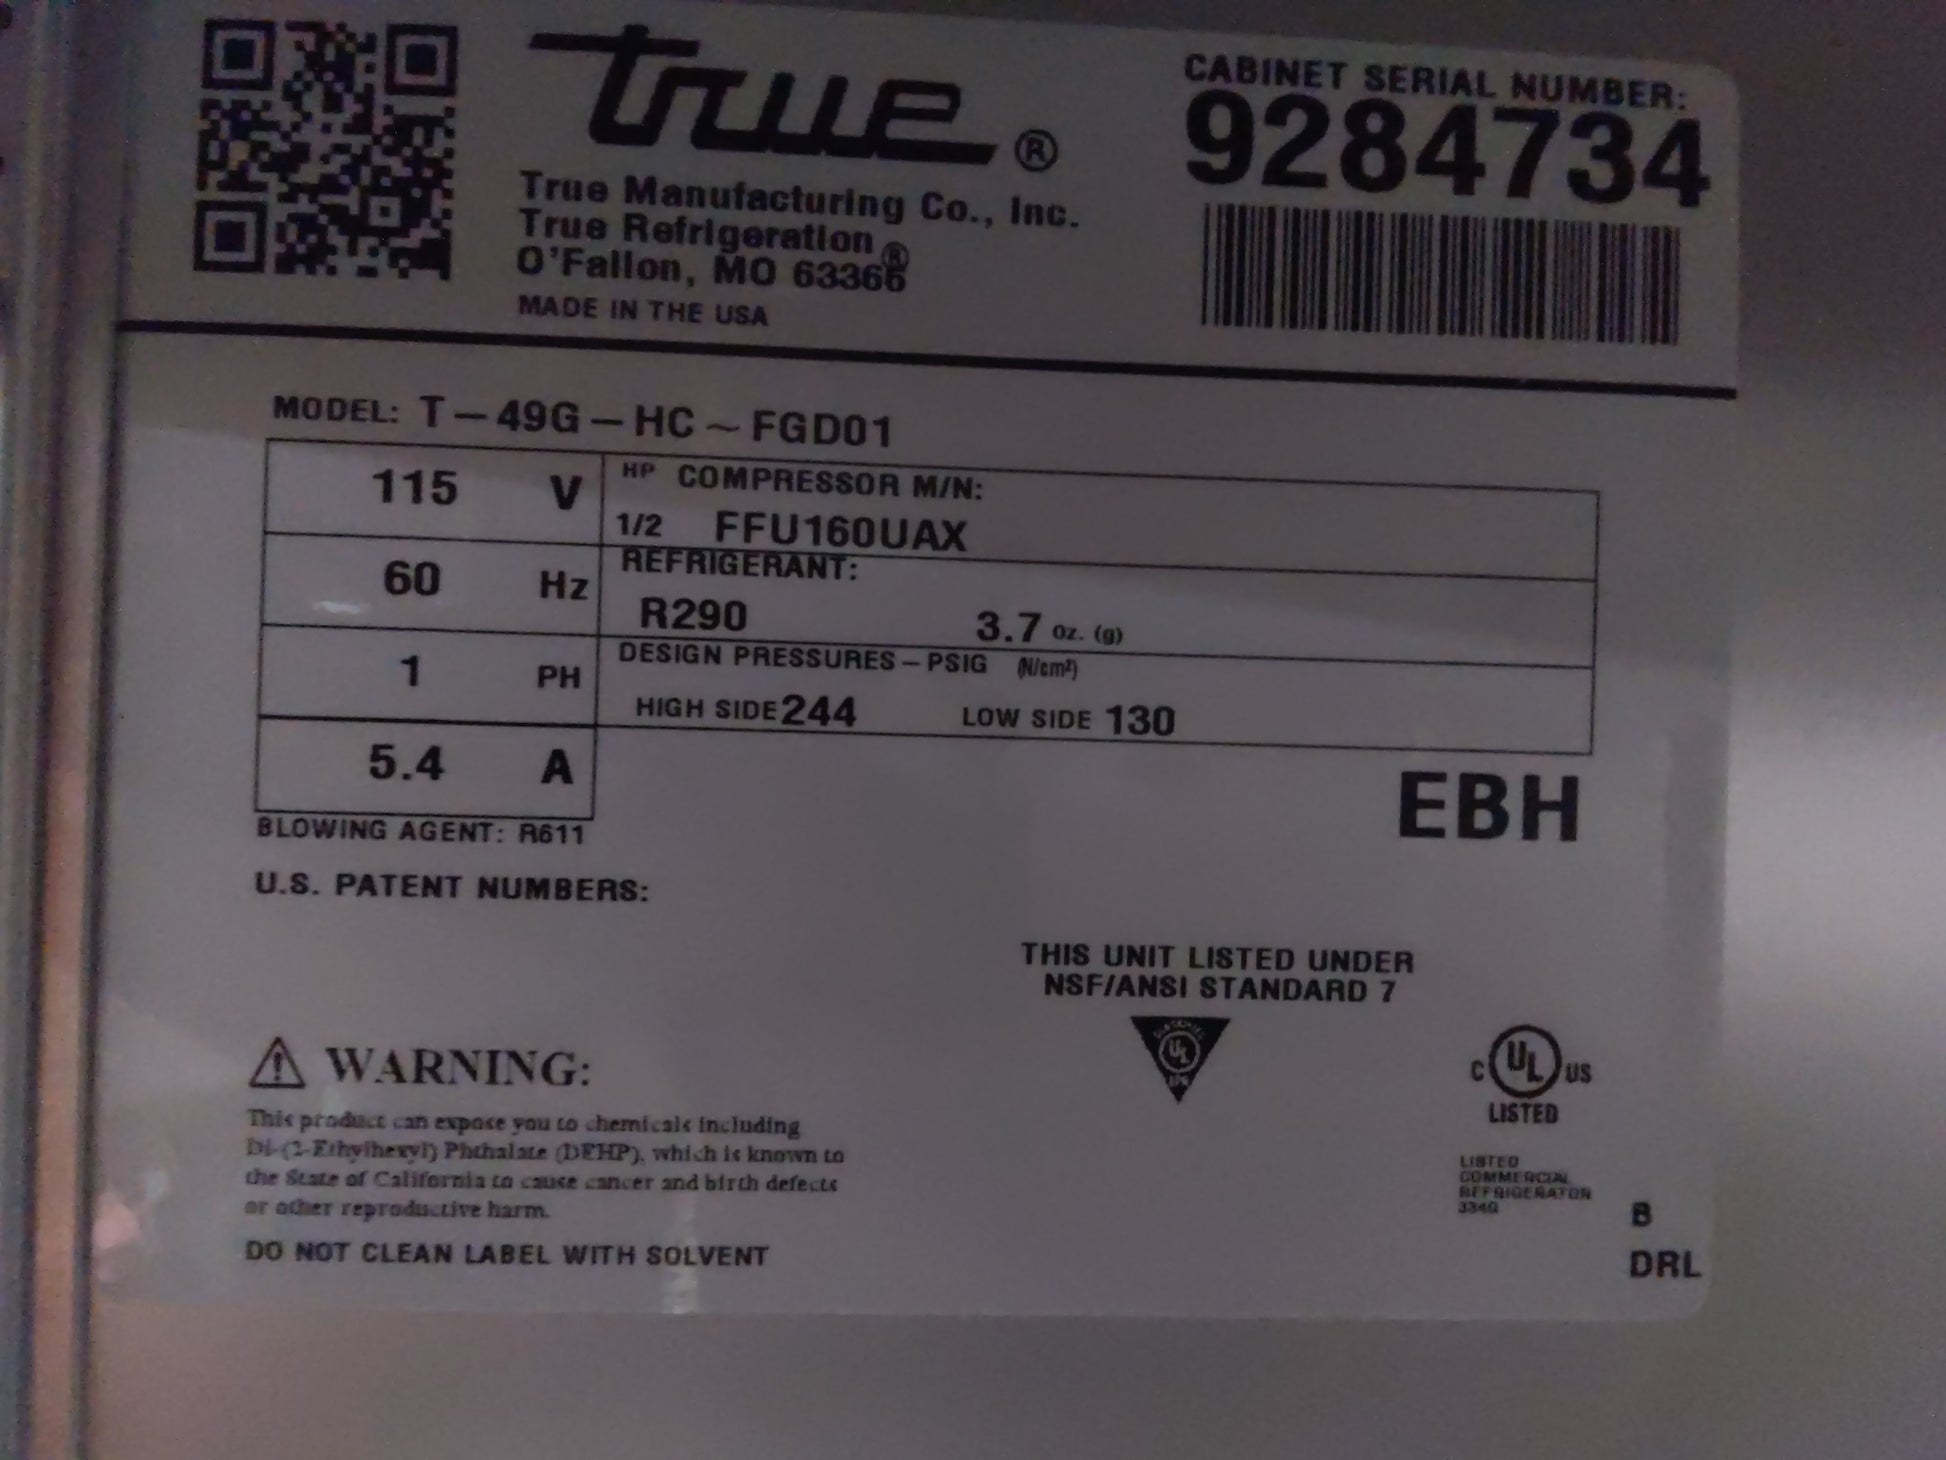 true®
True Manufacturing Co., Inc.
True Refrigeration®
O'Fallon, MO 63366
MADE IN THE USA
CABINET SERIAL NUMBER:
9284734
MODEL: T-49G-HC~FGD01
115 V
60 Hz
1 PH
5.4 A
HP COMPRESSOR M/N:
1/2 FFU160UAX
REFRIGERANT:
R290 3.7 oz. (g)
DESIGN PRESSURES-PSIG (N/cm²)
HIGH SIDE 244 LOW SIDE 130
BLOWING AGENT: R611
EBH
U.S. PATENT NUMBERS:
THIS UNIT LISTED UNDER
NSF/ANSI STANDARD 7
UL
C UL US
LISTED
LISTED
COMMERCIAL
REFRIGERATOR
B
DRL
WARNING:
This product can expose you to chemicals including
Di-(2-Ethylhexyl) Phthalate (DEHP), which is known to
the State of California to cause cancer and birth defects
or other reproductive harm.
DO NOT CLEAN LABEL WITH SOLVENT